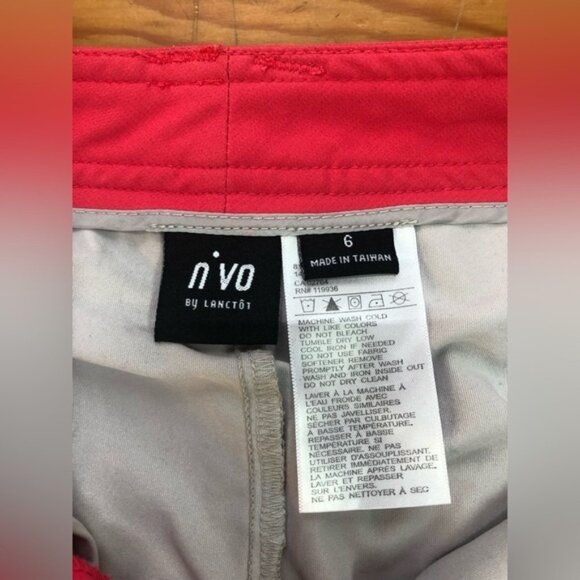 n·vo
BY LANCTÔT
6
MADE IN TAIWAN
RN# 119936
MACHINE WASH COLD
WITH LIKE COLORS
DO NOT BLEACH
TUMBLE DRY LOW
COOL IRON IF NEEDED
DO NOT USE FABRIC
SOFTENER REMOVE
PROMPTLY AFTER WASH
WASH AND IRON INSIDE OUT
DO NOT DRY CLEAN
LAVER À LA MACHINE À
L'EAU FROIDE AVEC
COULEURS SIMILAIRES
NE PAS JAVELLISER.
SÉCHER PAR CULBUTAGE
À BASSE TEMPÉRATURE.
REPASSER À BASSE
TEMPÉRATURE SI
NÉCESSAIRE. NE PAS
UTILISER D'ASSOUPLISSANT.
RETIRER IMMÉDIATEMENT DE
LA MACHINE APRÈS LAVAGE.
LAVER ET REPASSER
SUR L'ENVERS.
NE PAS NETTOYER À SEC